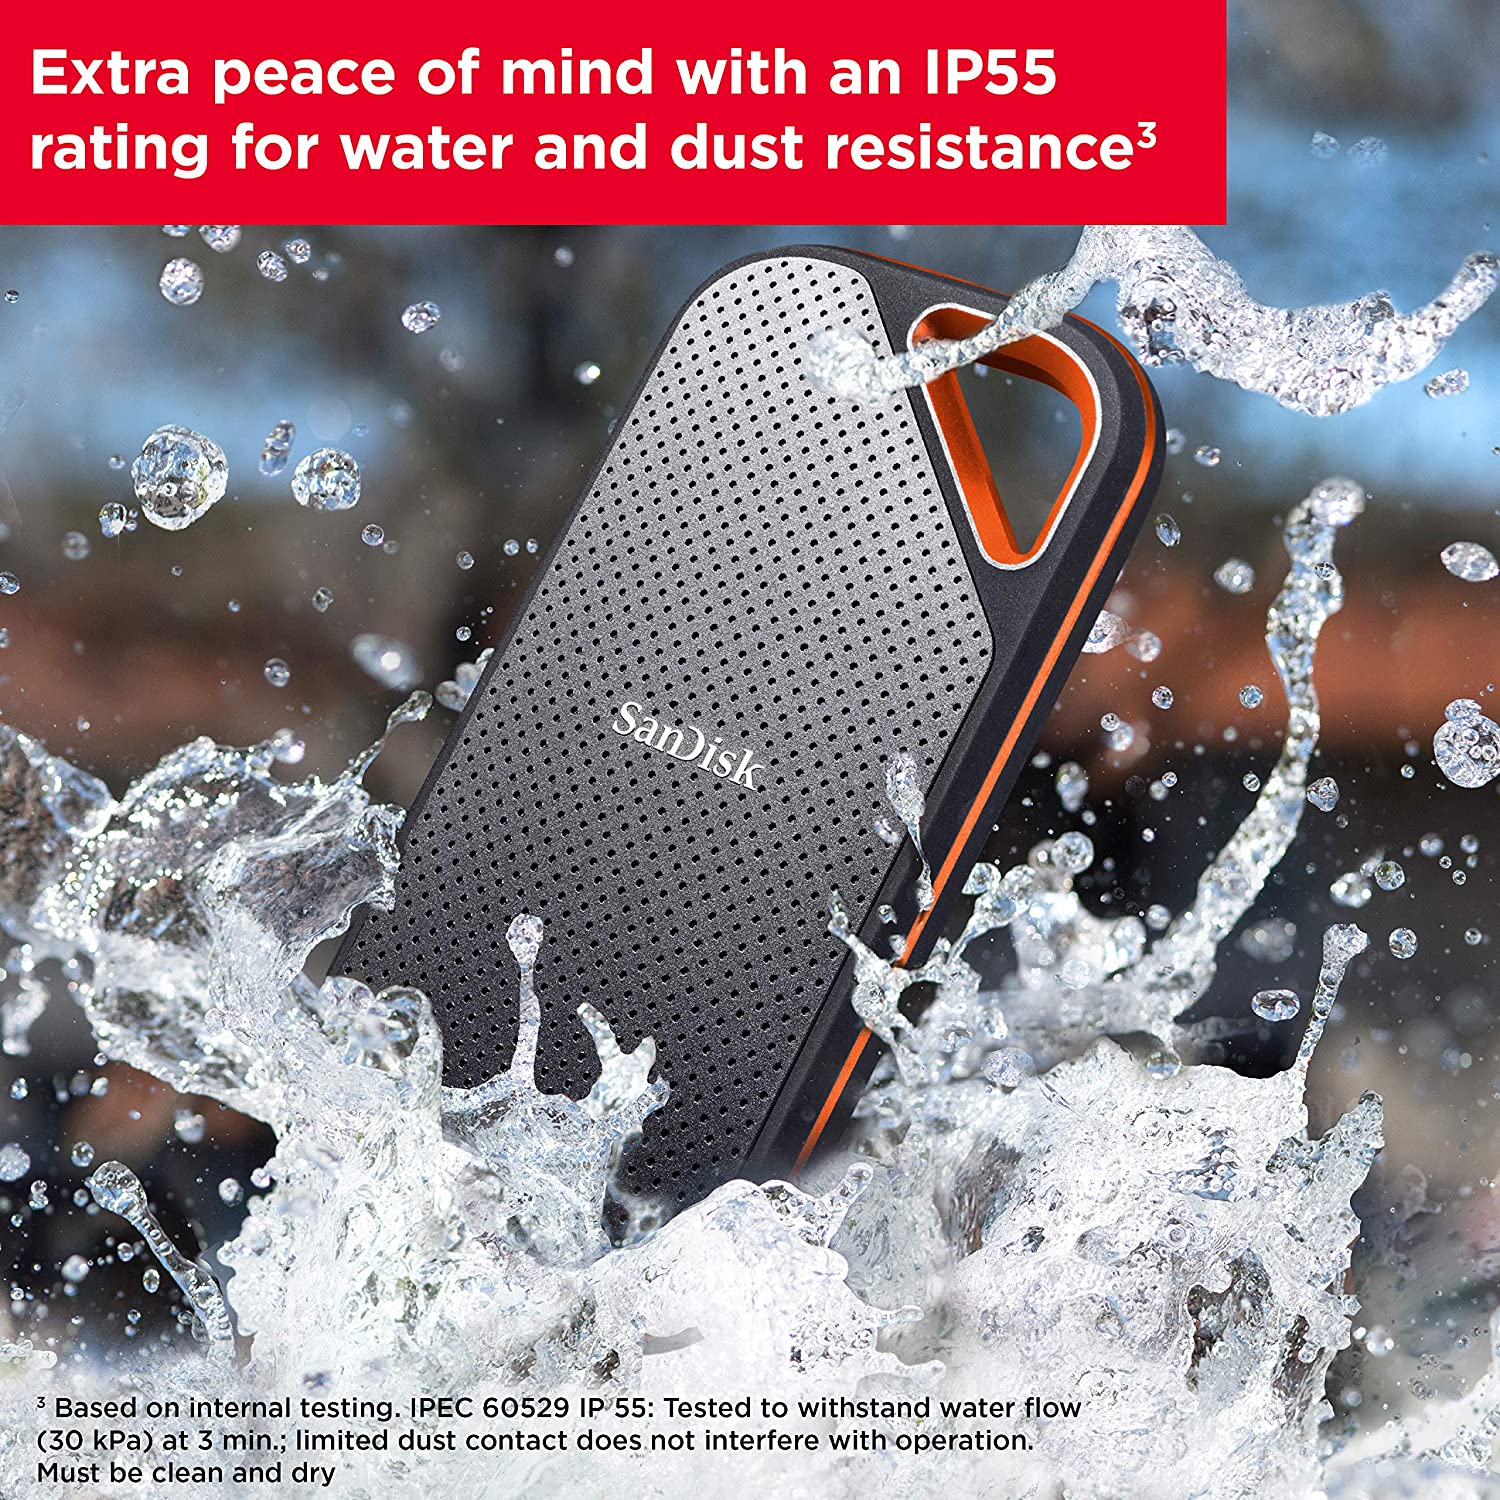 Extra peace of mind with an IP55
rating for water and dust resistance³
SanDisk
³ Based on internal testing. IPEC 60529 IP 55: Tested to withstand water flow
(30 kPa) at 3 min.; limited dust contact does not interfere with operation.
Must be clean and dry